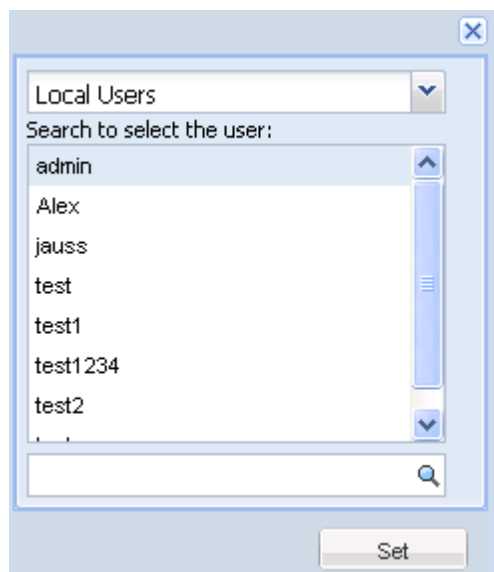 Local Users
Search to select the user:
admin
Alex
jauss
test
test1
test1234
test2
Set